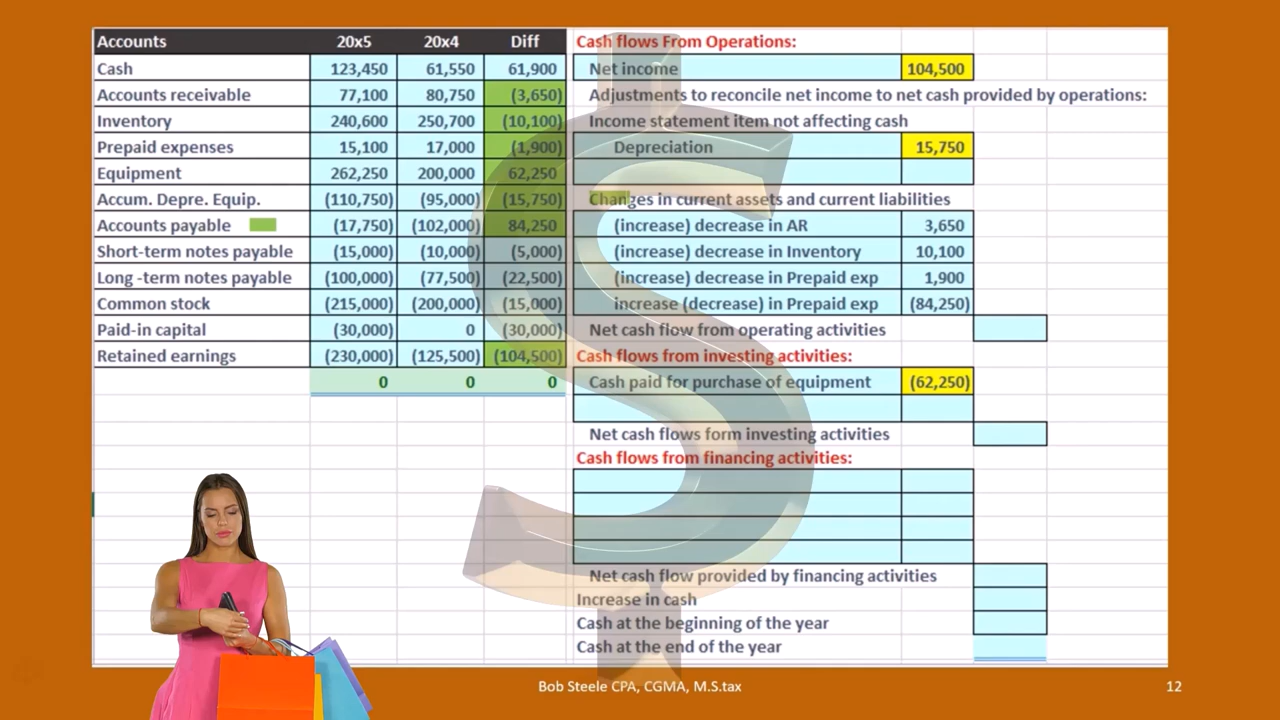 Accounts 20x5 20x4 Diff
Cash 123,450 61,550 61,900
Accounts receivable 77,100 80,750 (3,650)
Inventory 240,600 250,700 (10,100)
Prepaid expenses 15,100 17,000 (1,900)
Equipment 262,250 200,000 62,250
Accum. Depre. Equip. (110,750) (95,000) (15,750)
Accounts payable (17,750) (102,000) 84,250
Short-term notes payable (15,000) (10,000) (5,000)
Long -term notes payable (100,000) (77,500) (22,500)
Common stock (215,000) (200,000) (15,000)
Paid-in capital (30,000) 0 (30,000)
Retained earnings (230,000) (125,500) (104,500)
0 0 0
Cash flows From Operations:
Net income 104,500
Adjustments to reconcile net income to net cash provided by operations:
Income statement item not affecting cash
Depreciation 15,750
Changes in current assets and current liabilities
(increase) decrease in AR 3,650
(increase) decrease in Inventory 10,100
(increase) decrease in Prepaid exp 1,900
increase (decrease) in Prepaid exp (84,250)
Net cash flow from operating activities
Cash flows from investing activities:
Cash paid for purchase of equipment (62,250)
Net cash flows form investing activities
Cash flows from financing activities:
Net cash flow provided by financing activities
Increase in cash
Cash at the beginning of the year
Cash at the end of the year
Bob Steele CPA, CGMA, M.S.tax
12